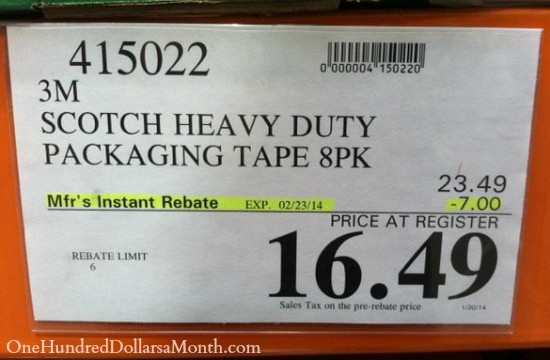 415022
0 000004 150220
3M
SCOTCH HEAVY DUTY
PACKAGING TAPE 8PK
23.49
Mfr's Instant Rebate EXP. 02/23/14 -7.00
PRICE AT REGISTER
REBATE LIMIT
6
16.49
Sales Tax on the pre-rebate price 1/30/14
OneHundredDollarsaMonth.com